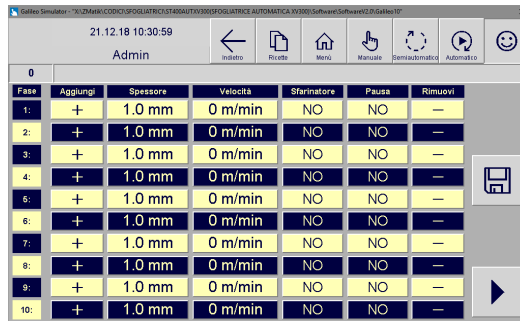 Galileo Simulator - "X:\ZMatik\CODICI\SFOGLIATRICI\ST400AUTXV300(SFOGLIATRICE AUTOMATICA XV300)\Software\SoftwareV2.0\Galileo10"
21.12.18 10:30:59
Admin
Indietro Ricette Menù Manuale Semiautomatico Automatico
0
Fase Aggiungi Spessore Velocità Sfarinatore Pausa Rimuovi
1: + 1.0 mm 0 m/min NO NO —
2: + 1.0 mm 0 m/min NO NO —
3: + 1.0 mm 0 m/min NO NO —
4: + 1.0 mm 0 m/min NO NO —
5: + 1.0 mm 0 m/min NO NO —
6: + 1.0 mm 0 m/min NO NO —
7: + 1.0 mm 0 m/min NO NO —
8: + 1.0 mm 0 m/min NO NO —
9: + 1.0 mm 0 m/min NO NO —
10: + 1.0 mm 0 m/min NO NO —